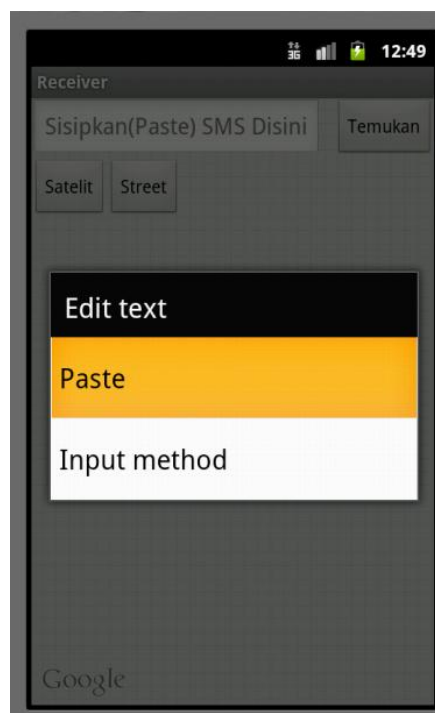 3G 12:49
Receiver
Sisipkan(Paste) SMS Disini Temukan
Satelit Street
Edit text
Paste
Input method
Google